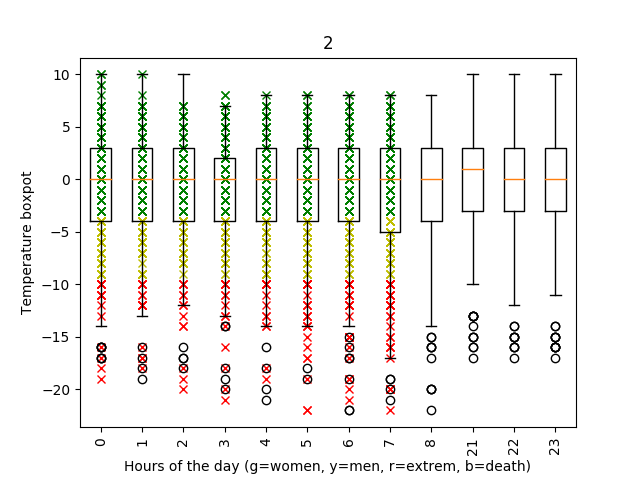 2
10
5
0
−5
−10
−15
−20
Temperature boxpot
0 1 2 3 4 5 6 7 8 21 22 23
Hours of the day (g=women, y=men, r=extrem, b=death)